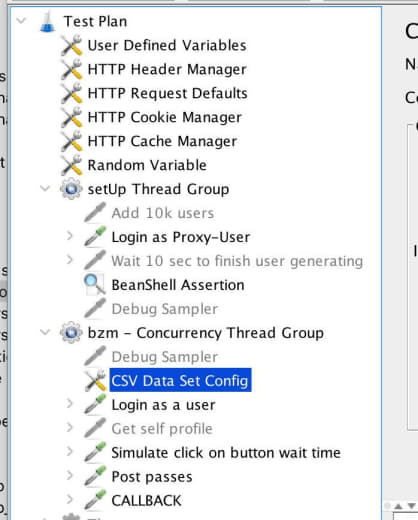 Test Plan
User Defined Variables
HTTP Header Manager
HTTP Request Defaults
HTTP Cookie Manager
HTTP Cache Manager
Random Variable
setUp Thread Group
Add 10k users
Login as Proxy-User
Wait 10 sec to finish user generating
BeanShell Assertion
Debug Sampler
bzm - Concurrency Thread Group
Debug Sampler
CSV Data Set Config
Login as a user
Get self profile
Simulate click on button wait time
Post passes
CALLBACK